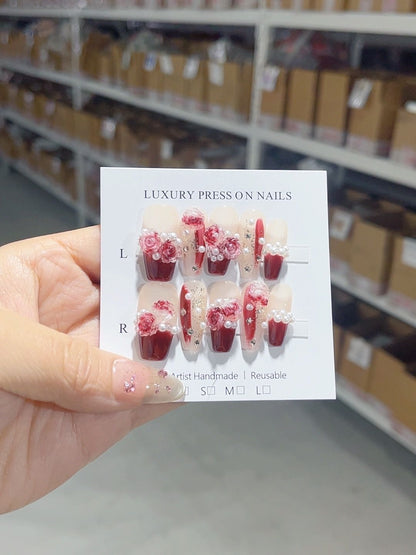 LUXURY PRESS ON NAILS
L
R
Artist Handmade | Reusable
S☐ M☐ L☐